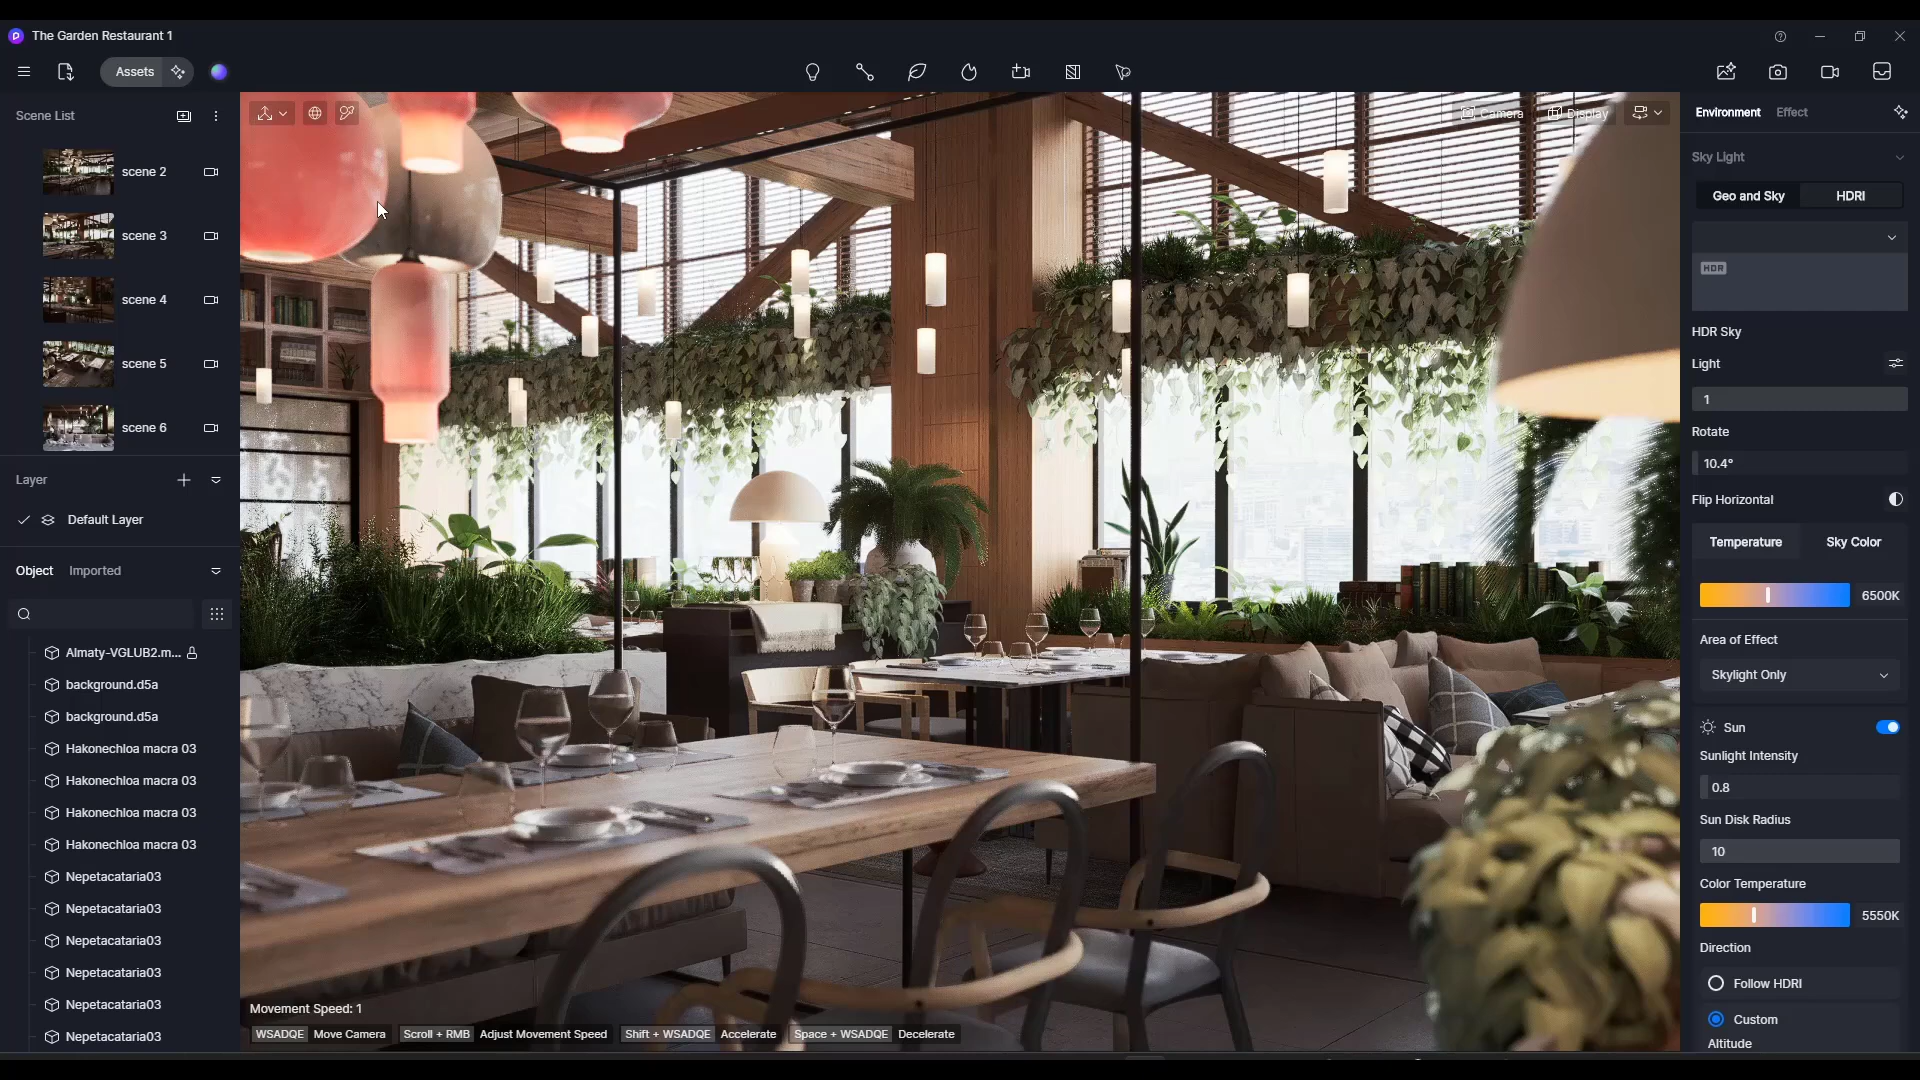 The Garden Restaurant 1
Assets
Scene List
scene 2
scene 3
scene 4
scene 5
scene 6
Layer
Default Layer
Object Imported
Almaty-VGLUB2.m...
background.d5a
background.d5a
Hakonechloa macra 03
Hakonechloa macra 03
Hakonechloa macra 03
Hakonechloa macra 03
Nepetacataria03
Nepetacataria03
Nepetacataria03
Nepetacataria03
Nepetacataria03
Nepetacataria03
Camera Display
Movement Speed: 1
WSADQE Move Camera Scroll + RMB Adjust Movement Speed Shift + WSADQE Accelerate Space + WSADQE Decelerate
Environment Effect
Sky Light
Geo and Sky HDRI
HDR
HDR Sky
Light
1
Rotate
10.4°
Flip Horizontal
Temperature Sky Color
6500K
Area of Effect
Skylight Only
Sun
Sunlight Intensity
0.8
Sun Disk Radius
10
Color Temperature
5550K
Direction
Follow HDRI
Custom
Altitude